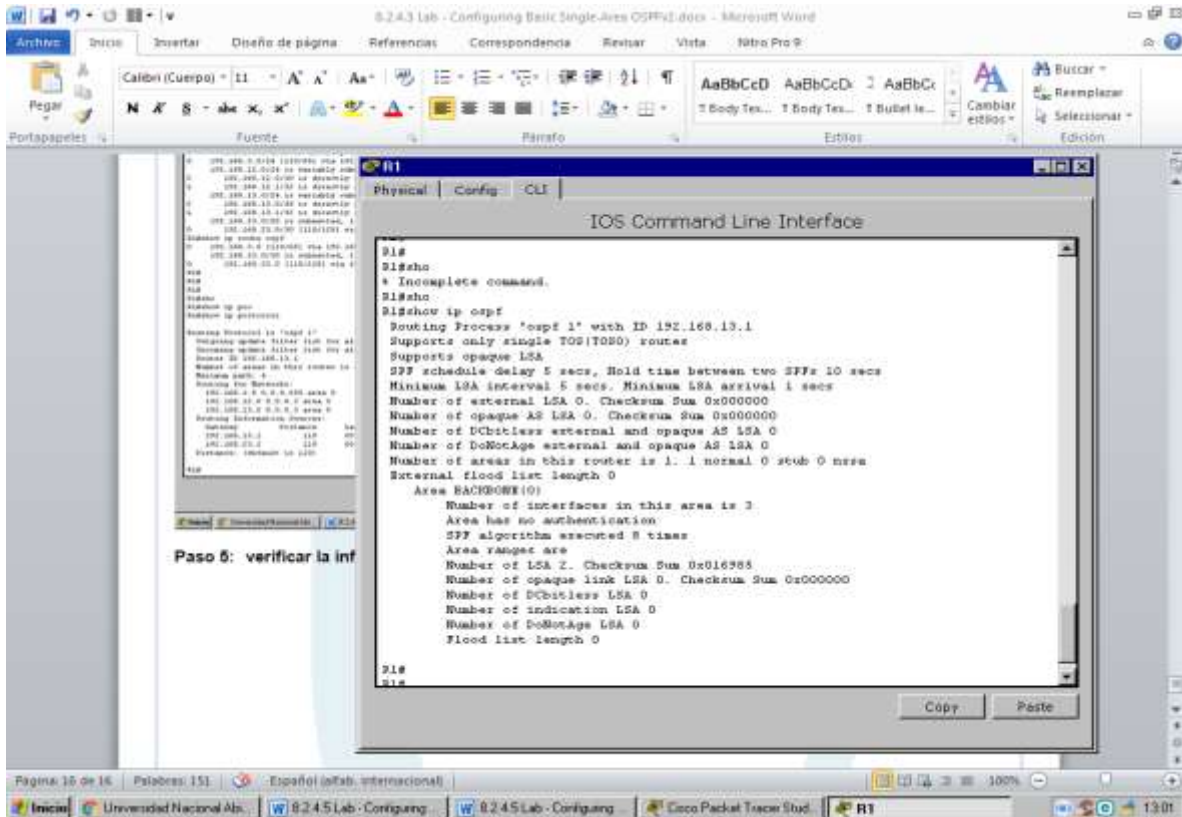 8.2.4.3 Lab - Configuring Basic Single-Area OSPFv2.docx - Microsoft Word
Archivo Inicio Insertar Diseño de página Referencias Correspondencia Revisar Vista Nitro Pro 9
Calibri (Cuerpo) 11
AaBbCcD AaBbCcDc AaBbCc
Buscar
Reemplazar
Seleccionar
Pegar
Cambiar estilos
N K S abc x, x²
¶ Body Tex... ¶ Body Tex... ¶ Bullet le...
Portapapeles Fuente Párrafo Estilos Edición
R1
Physical Config CLI
IOS Command Line Interface
R1#
R1#sho
% Incomplete command.
R1#sho
R1#show ip ospf
Routing Process "ospf 1" with ID 192.168.13.1
Supports only single TOS(TOS0) routes
Supports opaque LSA
SPF schedule delay 5 secs, Hold time between two SPFs 10 secs
Minimum LSA interval 5 secs. Minimum LSA arrival 1 secs
Number of external LSA 0. Checksum Sum 0x000000
Number of opaque AS LSA 0. Checksum Sum 0x000000
Number of DCbitless external and opaque AS LSA 0
Number of DoNotAge external and opaque AS LSA 0
Number of areas in this router is 1. 1 normal 0 stub 0 nssa
External flood list length 0
Area BACKBONE(0)
Number of interfaces in this area is 3
Area has no authentication
SPF algorithm executed 8 times
Area ranges are
Number of LSA 2. Checksum Sum 0x016985
Number of opaque link LSA 0. Checksum Sum 0x000000
Number of DCbitless LSA 0
Number of indication LSA 0
Number of DoNotAge LSA 0
Flood list length 0
R1#
R1#
Copy Paste
Paso 5: verificar la inf
Página: 16 de 16 Palabras: 151 Español (alfab. internacional) 100%
Inicio Universidad Nacional Abi... 8.2.4.5 Lab - Configuring ... 8.2.4.5 Lab - Configuring ... Cisco Packet Tracer Stud... R1 13:01